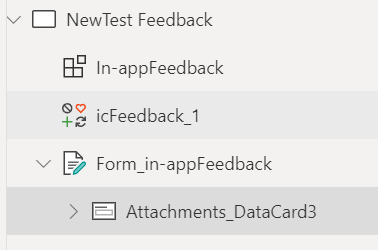 NewTest Feedback
In-appFeedback
icFeedback_1
Form_in-appFeedback
Attachments_DataCard3